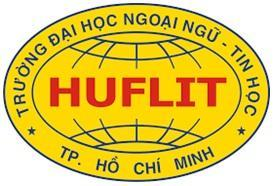 TRƯỜNG ĐẠI HỌC NGOẠI NGỮ - TIN HỌC
HUFLIT
TP. HỒ CHÍ MINH